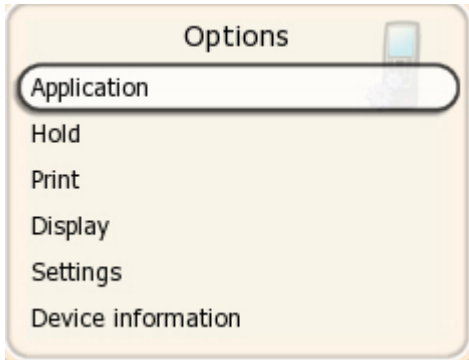 Options
Application
Hold
Print
Display
Settings
Device information